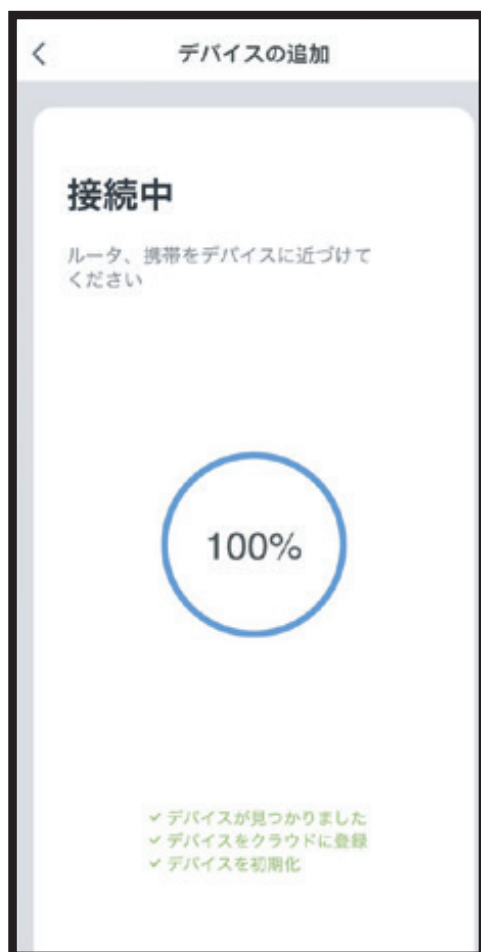 デバイスの追加
接続中
ルータ、携帯をデバイスに近づけて
ください
100%
✓ デバイスが見つかりました
✓ デバイスをクラウドに登録
✓ デバイスを初期化